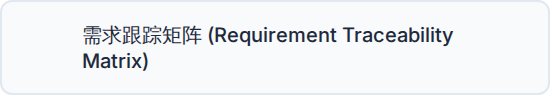 需求跟踪矩阵 (Requirement Traceability
Matrix)